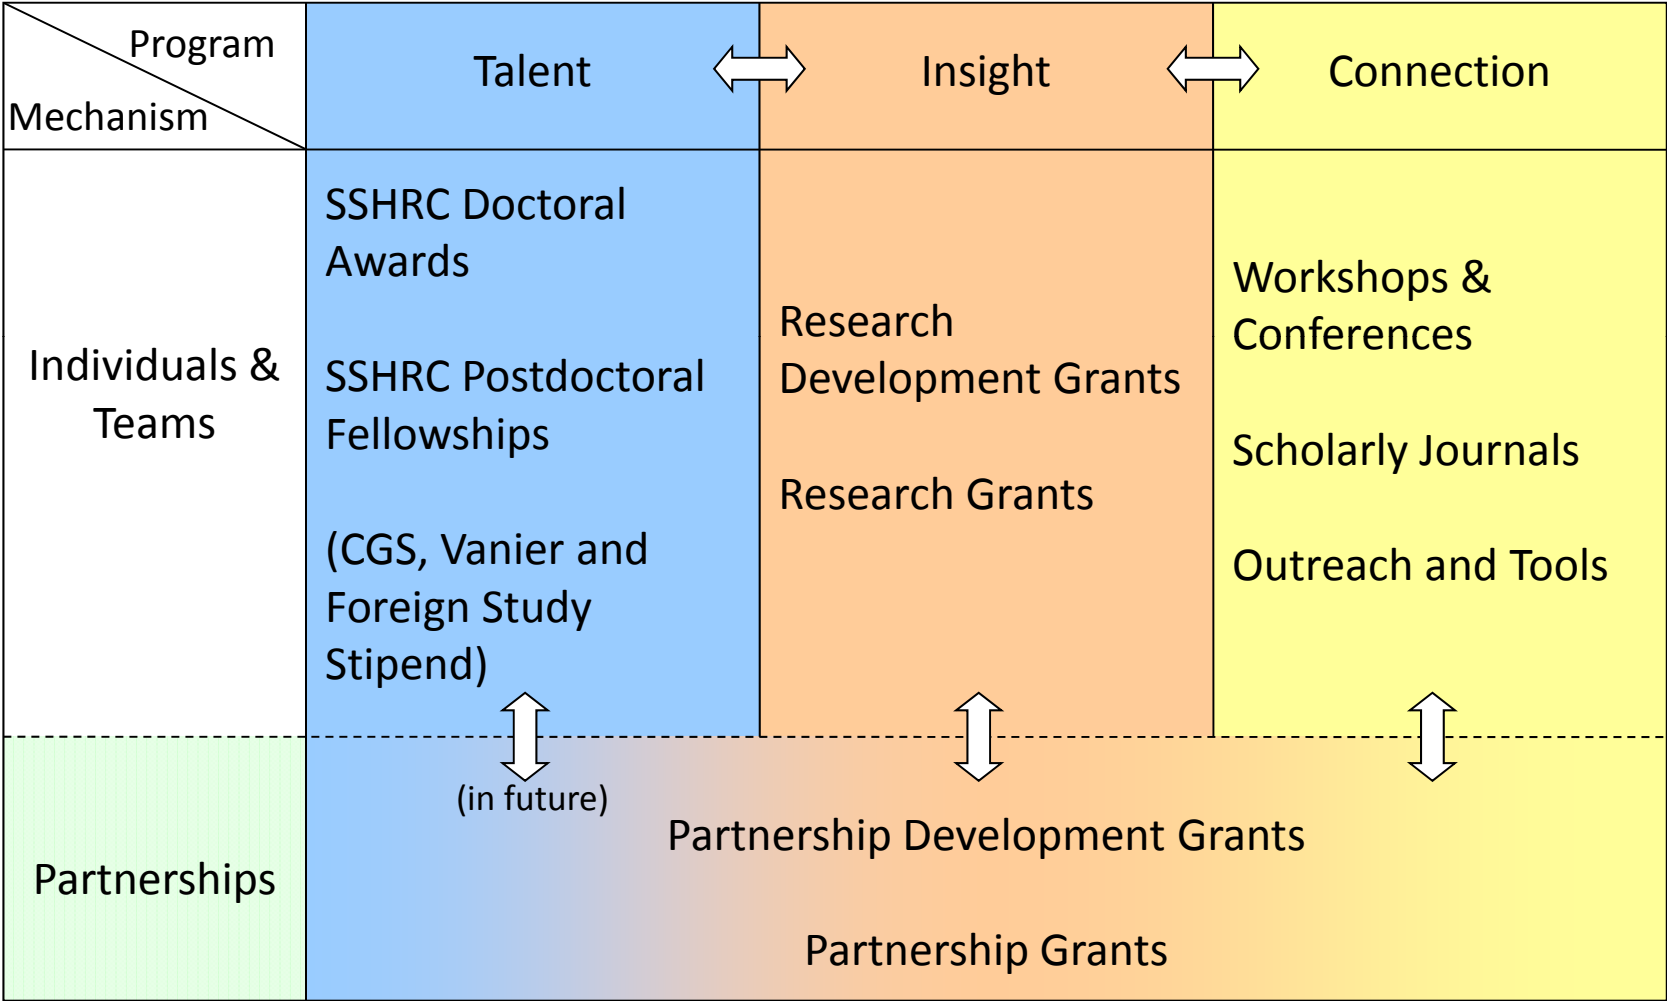 Program
Mechanism
Talent
Insight
Connection
Individuals &
Teams
SSHRC Doctoral
Awards
SSHRC Postdoctoral
Fellowships
(CGS, Vanier and
Foreign Study
Stipend)
Research
Development Grants
Research Grants
Workshops &
Conferences
Scholarly Journals
Outreach and Tools
Partnerships
(in future)
Partnership Development Grants
Partnership Grants